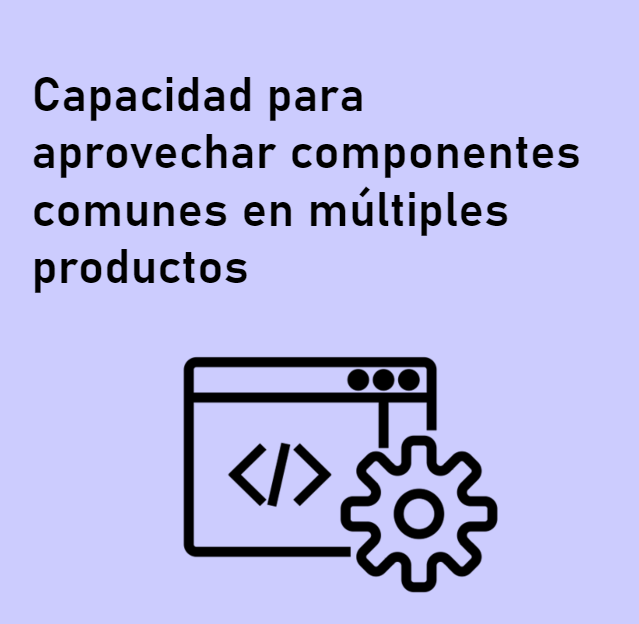 Capacidad para
aprovechar componentes
comunes en múltiples
productos
</>